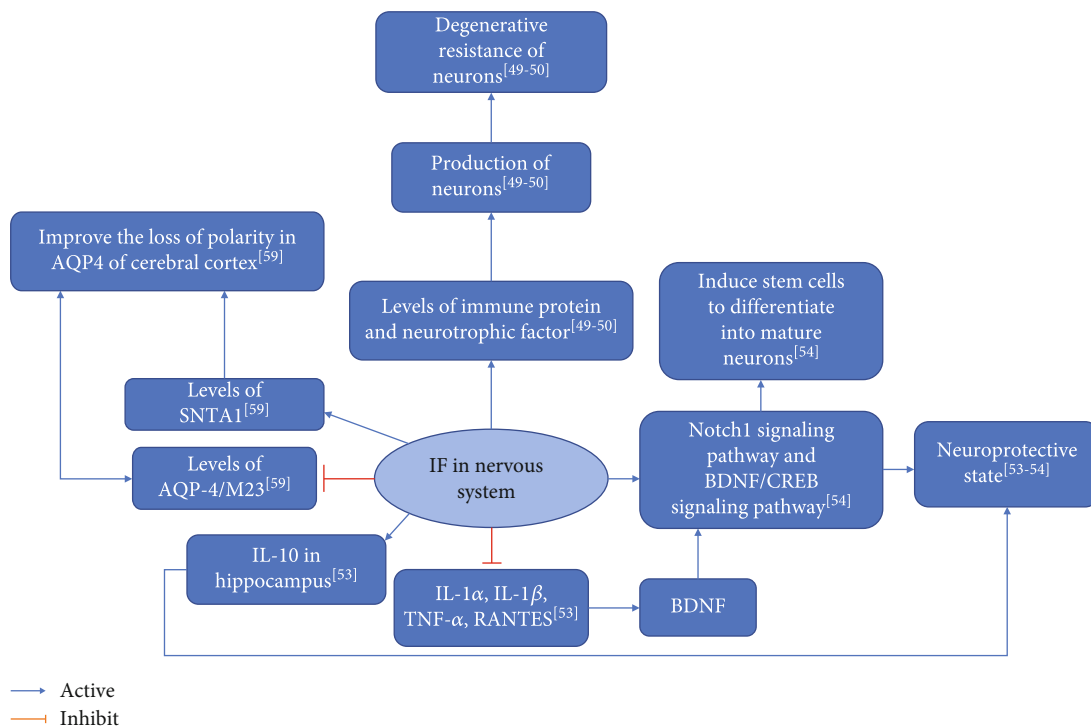 Degenerative
resistance of
neurons[49-50]
Production of
neurons[49-50]
Improve the loss of polarity in
AQP4 of cerebral cortex[59]
Levels of immune protein
and neurotrophic factor[49-50]
Induce stem cells
to differentiate
into mature
neurons[54]
Levels of
SNTA1[59]
Levels of
AQP-4/M23[59]
IF in nervous
system
Notch1 signaling
pathway and
BDNF/CREB
signaling pathway[54]
Neuroprotective
state[53-54]
IL-10 in
hippocampus[53]
IL-1α, IL-1β,
TNF-α, RANTES[53]
BDNF
Active
Inhibit